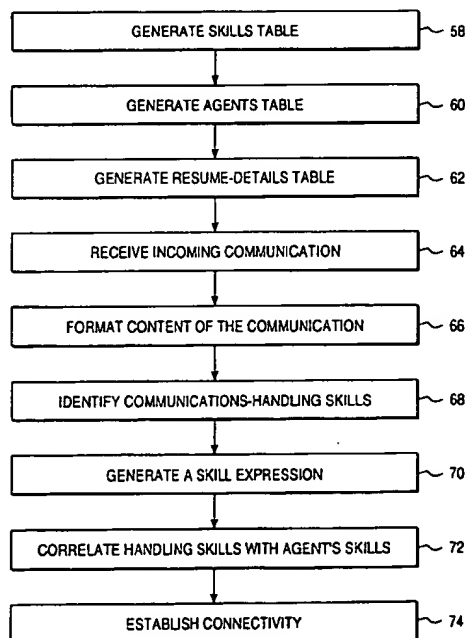 GENERATE SKILLS TABLE 58
GENERATE AGENTS TABLE 60
GENERATE RESUME-DETAILS TABLE 62
RECEIVE INCOMING COMMUNICATION 64
FORMAT CONTENT OF THE COMMUNICATION 66
IDENTIFY COMMUNICATIONS-HANDLING SKILLS 68
GENERATE A SKILL EXPRESSION 70
CORRELATE HANDLING SKILLS WITH AGENT'S SKILLS 72
ESTABLISH CONNECTIVITY 74